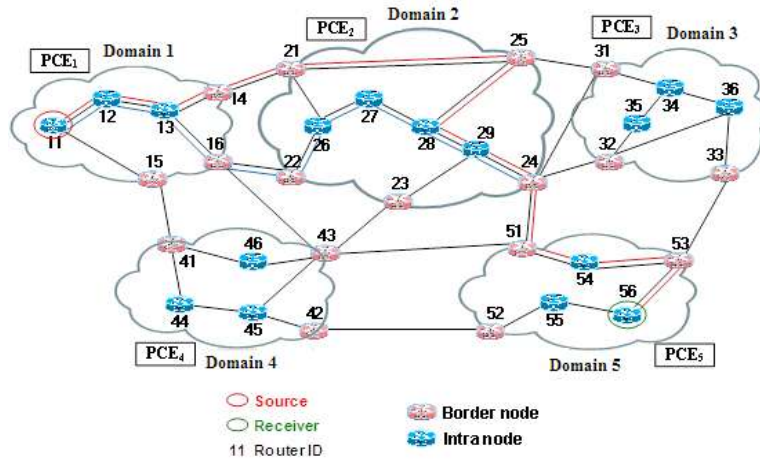 Domain 1
PCE1
11
12
13
14
15
16
Domain 2
PCE2
21
22
23
24
25
26
27
28
29
Domain 3
PCE3
31
32
33
34
35
36
Domain 4
PCE4
41
42
43
44
45
46
Domain 5
PCE5
51
52
53
54
55
56
Source
Receiver
11 Router ID
Border node
Intra node